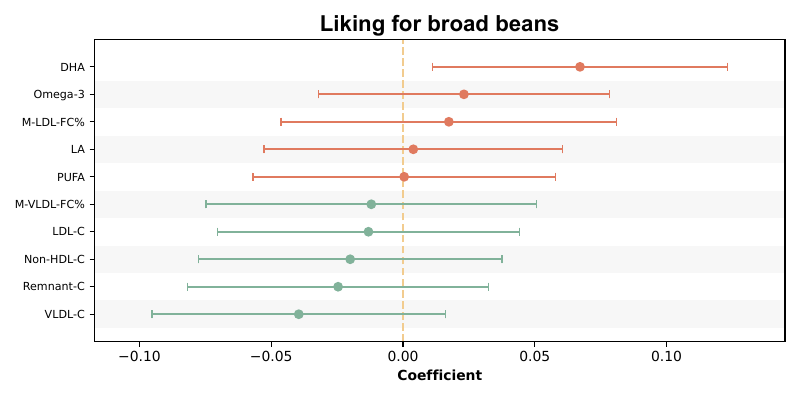 Liking for broad beans
DHA
Omega-3
M-LDL-FC%
LA
PUFA
M-VLDL-FC%
LDL-C
Non-HDL-C
Remnant-C
VLDL-C
−0.10 −0.05 0.00 0.05 0.10
Coefficient